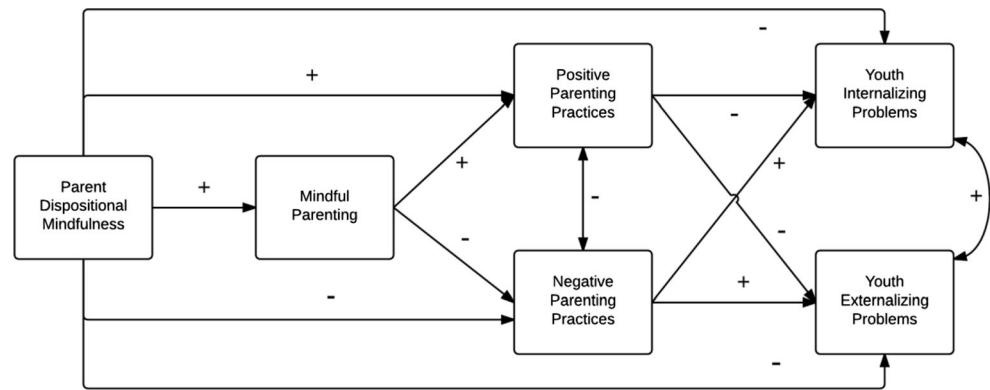 -
+
Positive
Parenting
Practices
Youth
Internalizing
Problems
-
+
+
Parent
Dispositional
Mindfulness
+
Mindful
Parenting
-
-
-
+
-
Negative
Parenting
Practices
+
Youth
Externalizing
Problems
-